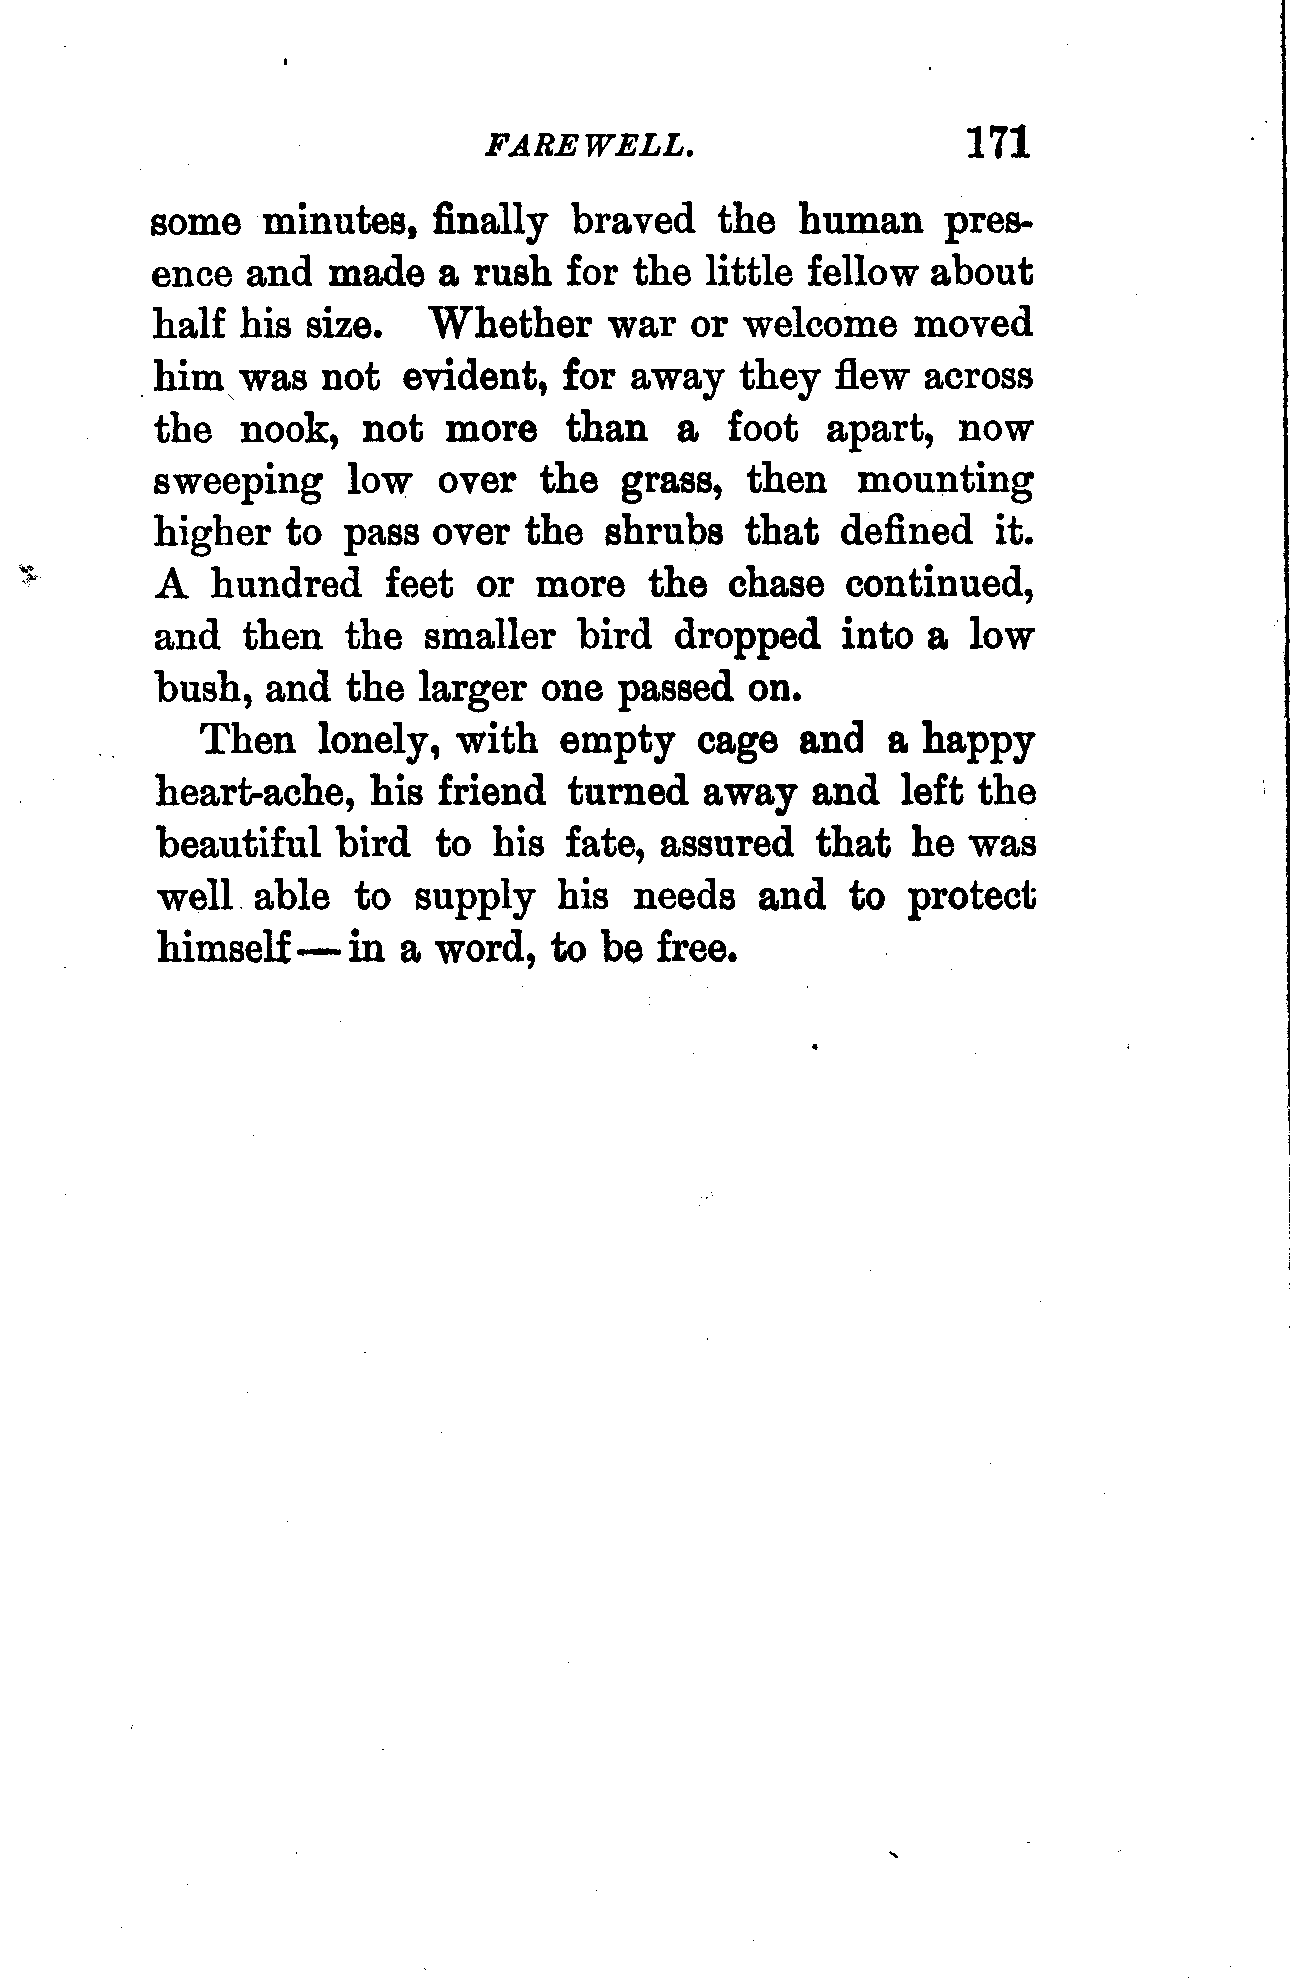 FAREWELL. 171
some minutes, finally braved the human pres-
ence and made a rush for the little fellow about
half his size. Whether war or welcome moved
him was not evident, for away they flew across
the nook, not more than a foot apart, now
sweeping low over the grass, then mounting
higher to pass over the shrubs that defined it.
A hundred feet or more the chase continued,
and then the smaller bird dropped into a low
bush, and the larger one passed on.
Then lonely, with empty cage and a happy
heart-ache, his friend turned away and left the
beautiful bird to his fate, assured that he was
well able to supply his needs and to protect
himself — in a word, to be free.